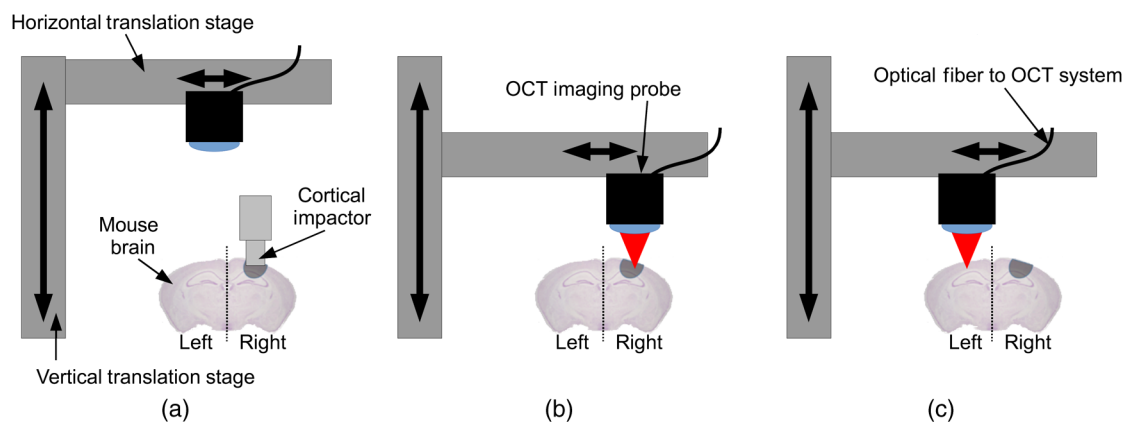 Horizontal translation stage
Mouse
brain
Cortical
impactor
Left
Right
Vertical translation stage
(a)
OCT imaging probe
Left
Right
(b)
Optical fiber to OCT system
Left
Right
(c)